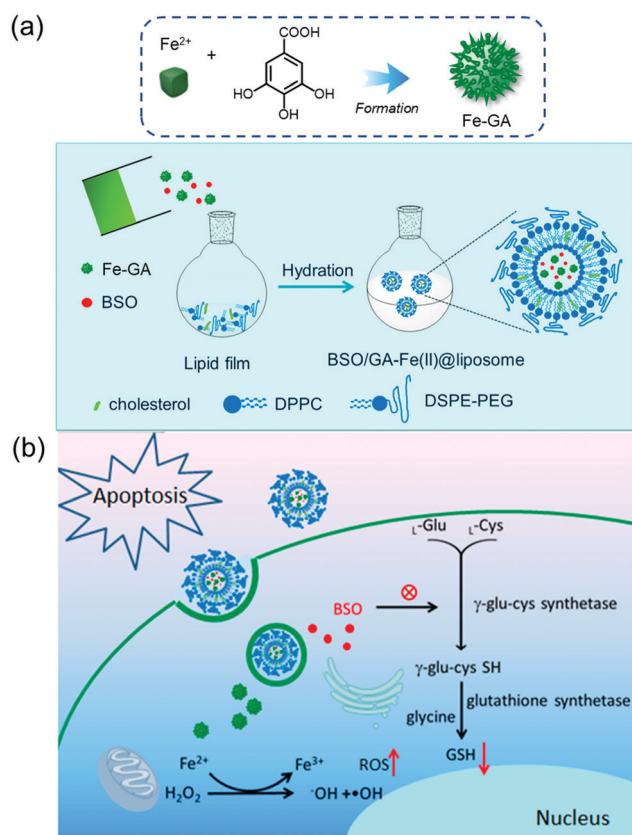 (a)
Fe²⁺
+
COOH
HO
OH
OH
Formation
Fe-GA
Fe-GA
BSO
Hydration
Lipid film
BSO/GA-Fe(II)@liposome
cholesterol
DPPC
DSPE-PEG
(b)
Apoptosis
L-Glu
L-Cys
BSO
γ-glu-cys synthetase
γ-glu-cys SH
glutathione synthetase
glycine
Fe²⁺
Fe³⁺
ROS
GSH
H₂O₂
⁻OH +•OH
Nucleus